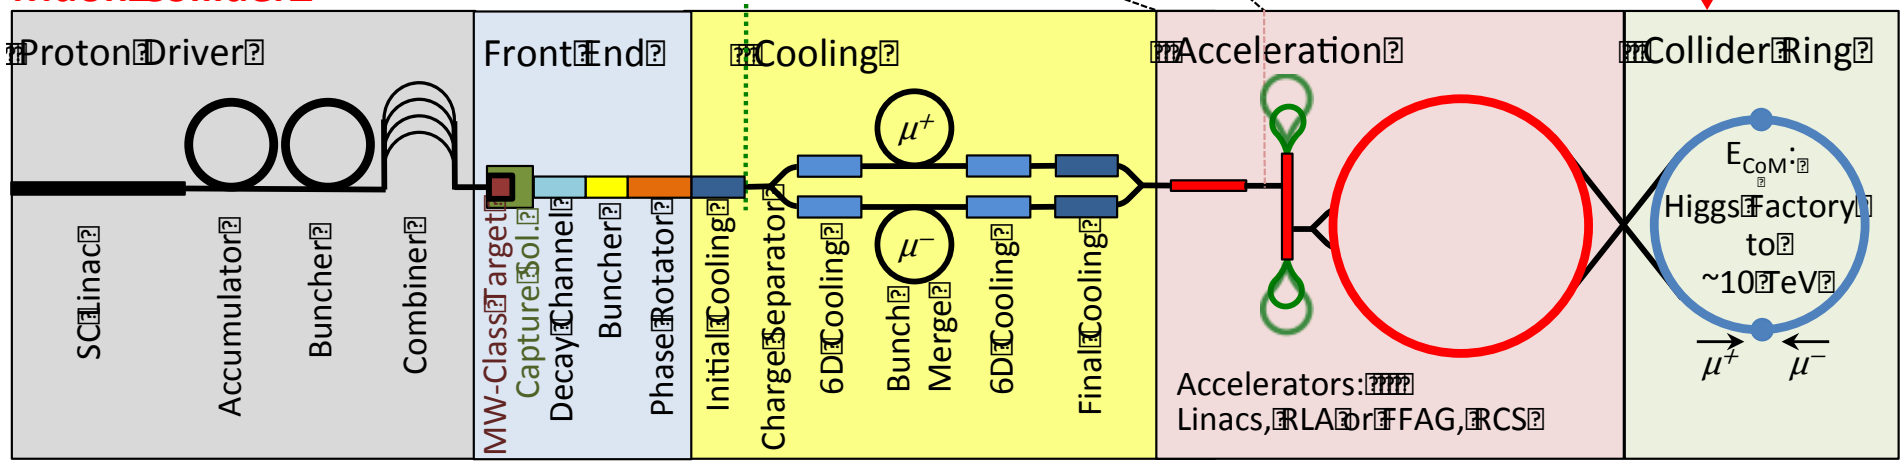 Proton Driver
Front End
Cooling
Acceleration
Collider Ring
SC Linac
Accumulator
Buncher
Combiner
MW-Class Target
Capture Sol.
Decay Channel
Buncher
Phase Rotator
Initial Cooling
Charge Separator
6D Cooling
μ+
μ−
Bunch
Merge
6D Cooling
Final Cooling
Accelerators:
Linacs, RLA or FFAG, RCS
ECoM:
Higgs Factory
to
~10 TeV
μ+
μ−